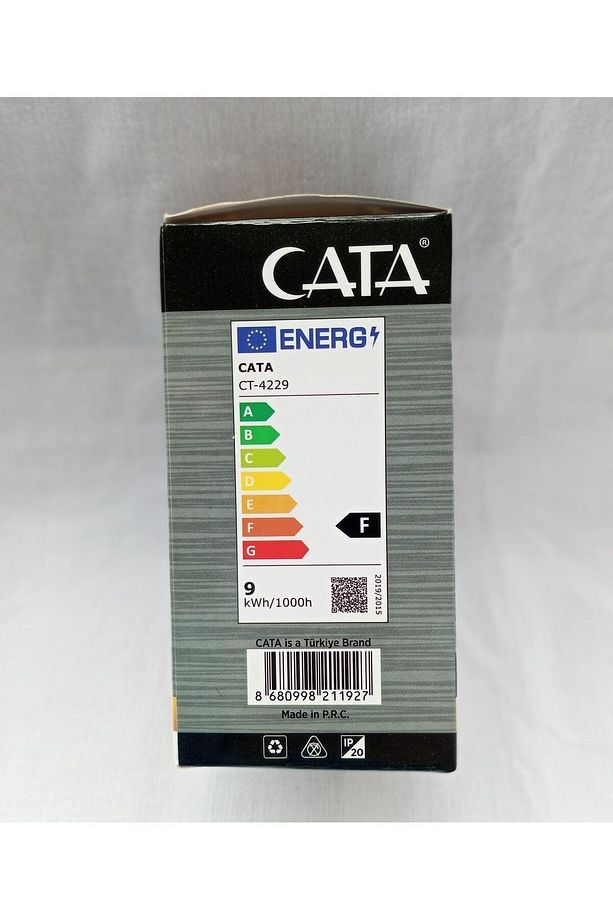 CATA®
ENERG
CATA
CT-4229
A
B
C
D
E
F
F
G
9
kWh/1000h
2019/2015
CATA is a Türkiye Brand
8 680998 211927
Made in P.R.C.
IP
20